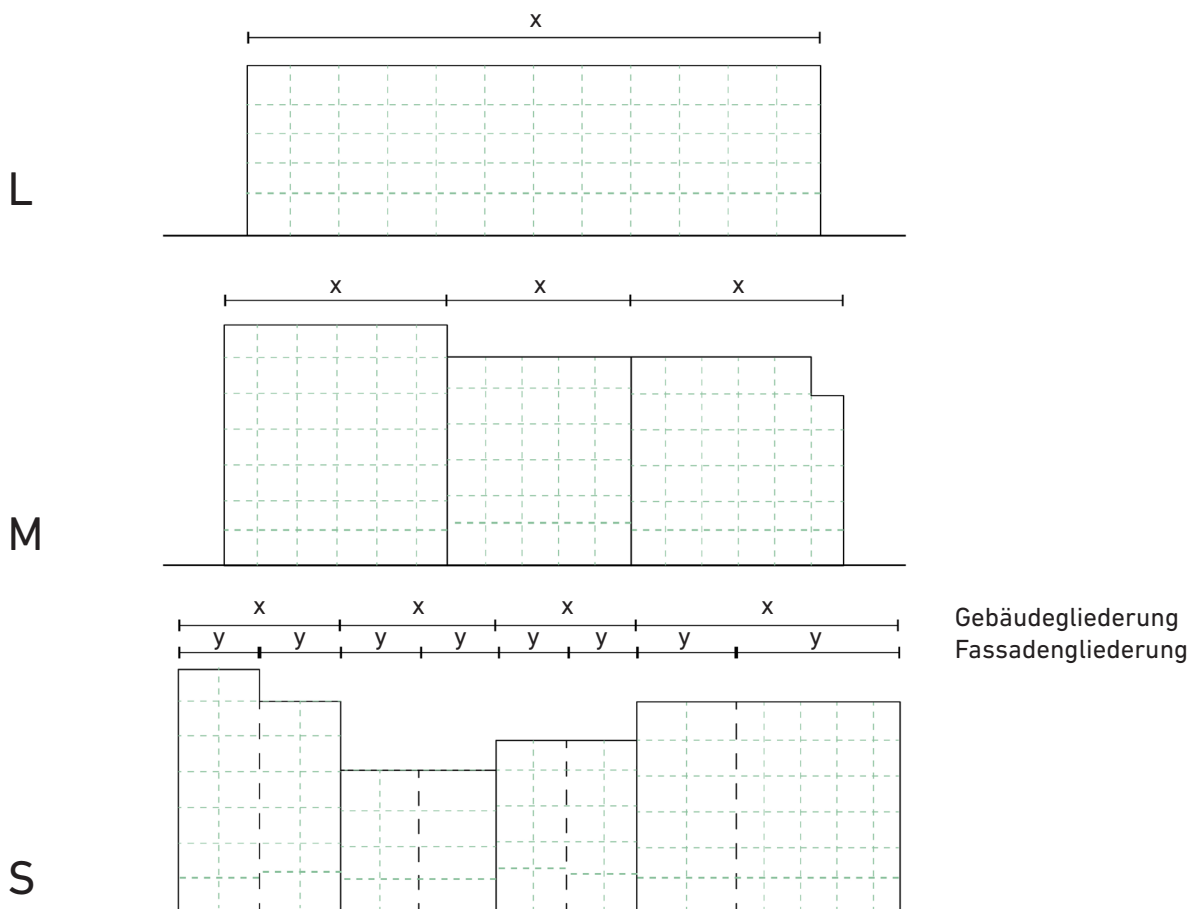 x
L
x x x
M
x x x x
Gebäudegliederung
y y y y y y y y
Fassadengliederung
S